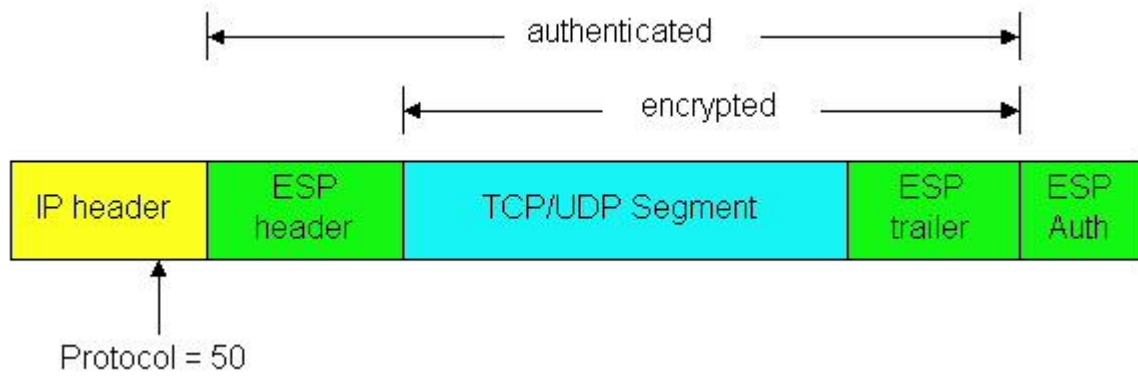 authenticated
encrypted
IP header
ESP
header
TCP/UDP Segment
ESP
trailer
ESP
Auth
Protocol = 50